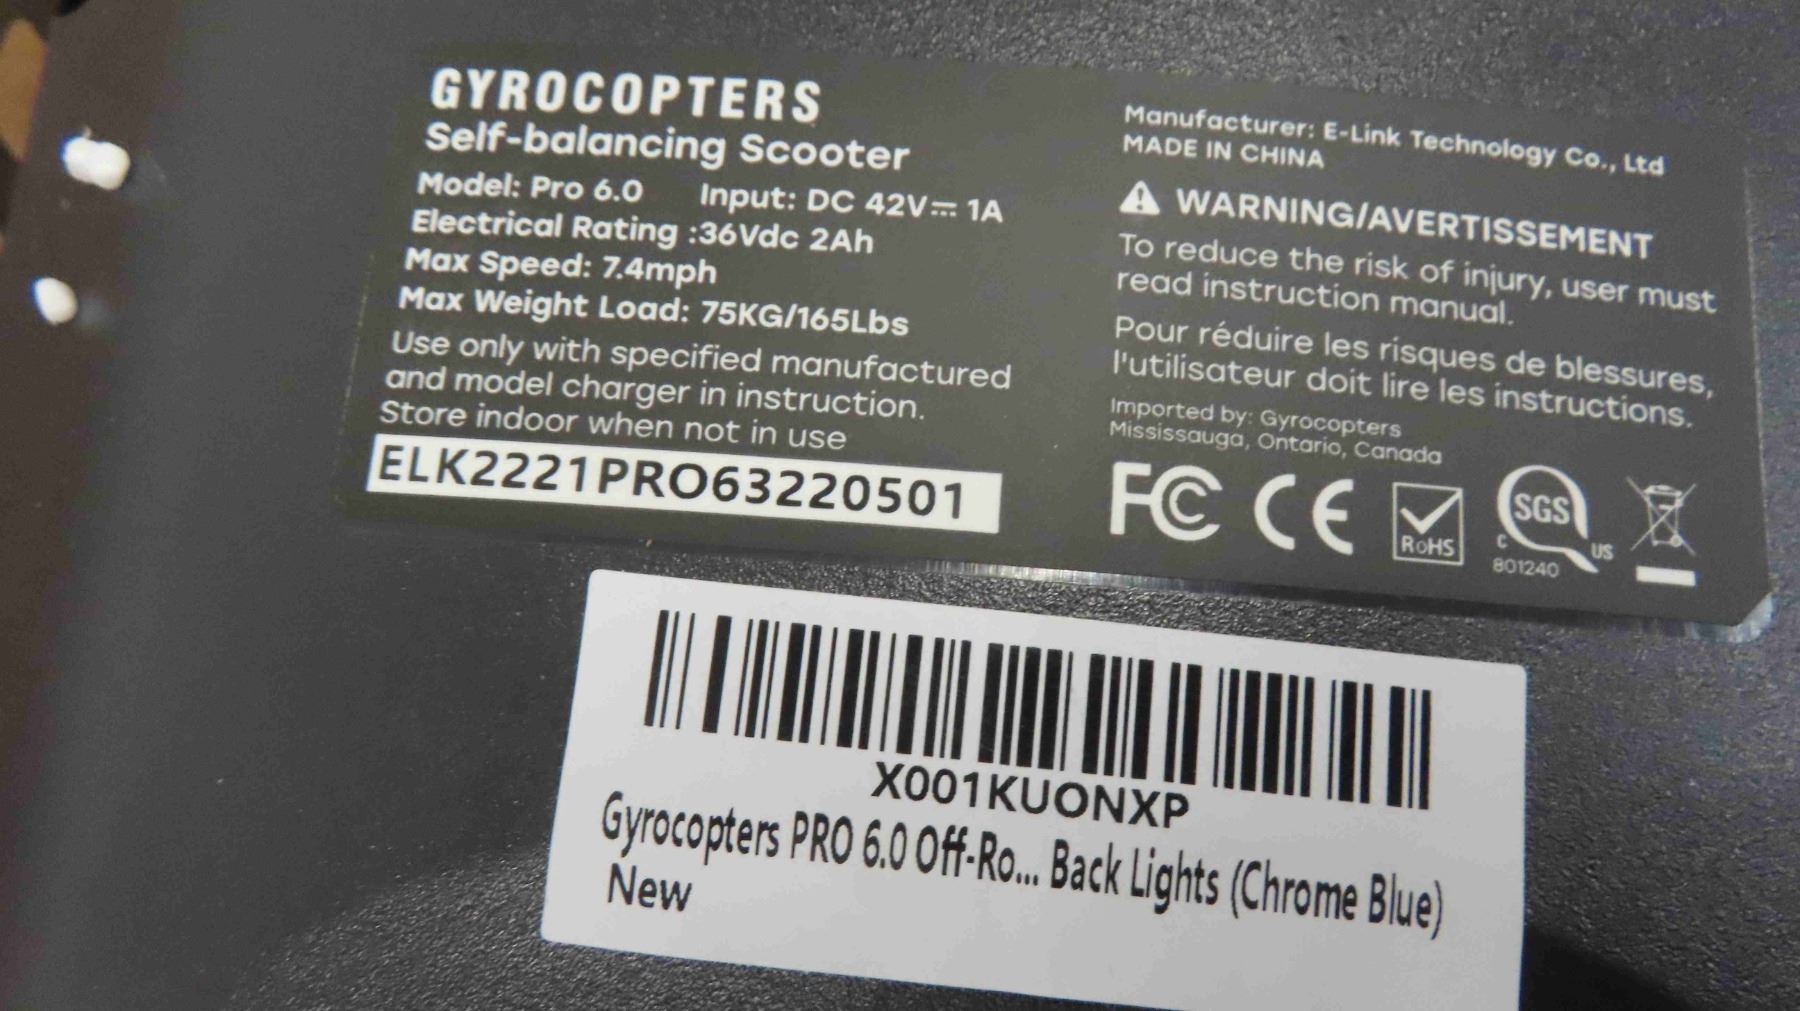 GYROCOPTERS
Self-balancing Scooter
Model: Pro 6.0 Input: DC 42V⎓ 1A
Electrical Rating :36Vdc 2Ah
Max Speed: 7.4mph
Max Weight Load: 75KG/165Lbs
Use only with specified manufactured
and model charger in instruction.
Store indoor when not in use
ELK2221PRO63220501
Manufacturer: E-Link Technology Co., Ltd
MADE IN CHINA
WARNING/AVERTISSEMENT
To reduce the risk of injury, user must
read instruction manual.
Pour réduire les risques de blessures,
l'utilisateur doit lire les instructions.
Imported by: Gyrocopters
Mississauga, Ontario, Canada
FC CE RoHS SGS
C US
801240
X001KUONXP
Gyrocopters PRO 6.0 Off-Ro... Back Lights (Chrome Blue)
New